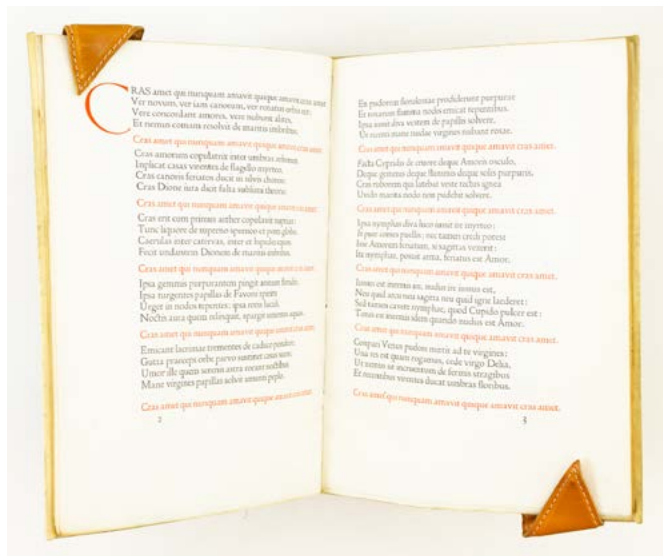 CRAS amet qui nunquam amavit quique amavit cras amet
Ver novum, ver iam canorum, ver renatus orbis est;
Vere concordant amores, vere nubunt alites,
Et nemus comam resolvit de maritis imbribus.
Cras amet qui nunquam amavit quique amavit cras amet.
Cras amorum copulatrix inter umbras arborum
Implicat casas virentes de flagello myrteo,
Cras canoris feriatos ducit in silvis choros;
Cras Dione iura dicit fulta sublimi throno.
Cras amet qui nunquam amavit quique amavit cras amet.
Cras erit cum primus aether copulavit nuptias:
Tunc liquore de superno spumeo et ponti globo,
Caerulas inter catervas, inter et bipedes equos
Fecit undantem Dionem de maritis imbribus.
Cras amet qui nunquam amavit quique amavit cras amet.
Ipsa gemmis purpurantem pingit annum floridis,
Ipsa turgentes papillas de Favoni spiritu
Urget in nodos tepentes; ipsa roris lucidi,
Noctis aura quem relinquit, spargit umentis aquas.
Cras amet qui nunquam amavit quique amavit cras amet.
Emicant lacrimae trementes de caduco pondere:
Gutta praeceps orbe parvo sustinet casus suos.
Umor ille quem serenis astra rorant noctibus
Mane virgines papillas solvit umenti peplo.
Cras amet qui nunquam amavit quique amavit cras amet.
2
En pudorem florulentae prodiderunt purpurae
Et rosarum flamma nodis emicat tepentibus.
Ipsa iussit diva vestem de papillis solvere,
Ut mane nudae virgines nubant rosae.
Cras amet qui nunquam amavit quique amavit cras amet.
Facta Cypridis de cruore deque Amoris osculo,
Deque gemmis deque flammis deque solis purpuris,
Cras ruborem qui latebat veste tectus ignea
Uvido marita nodo non pudebit solvere.
Cras amet qui nunquam amavit quique amavit cras amet.
Ipsa nymphas diva luco iussit ire myrteo:
It puer comes puellis; nec tamen credi potest
Esse Amorem feriatum, si sagittas vexerit:
Ite nymphae, posuit arma, feriatus est Amor.
Cras amet qui nunquam amavit quique amavit cras amet.
Iussus est inermis ire, nudus ire iussus est,
Neu quid arcu neu sagitta neu quid igne laederet:
Sed tamen cavete nymphae, quod Cupido pulcer est:
Totus est inermis idem quando nudus est Amor.
Cras amet qui nunquam amavit quique amavit cras amet.
Conpari Venus pudore mittit ad te virgines:
Una res est quam rogamus, cede virgo Delia,
Ut nemus sit incruentum de ferinis stragibus
Et recentibus virentes ducat umbras floribus.
Cras amet qui nunquam amavit quique amavit cras amet.
3